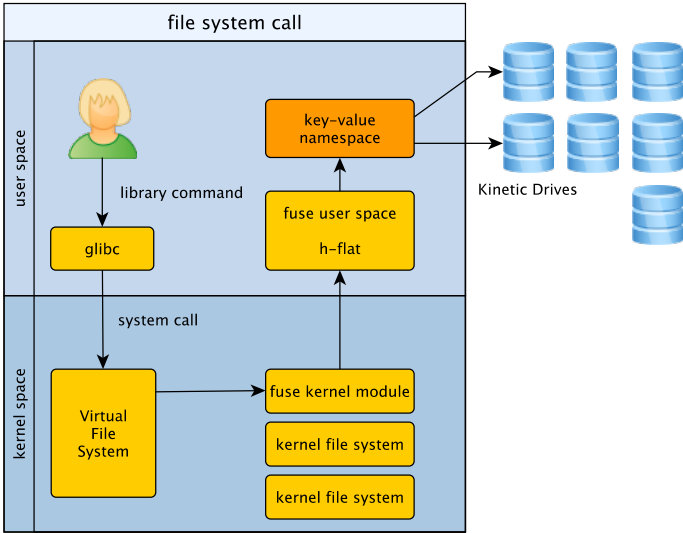 file system call
user space
library command
glibc
key-value
namespace
fuse user space
h-flat
Kinetic Drives
kernel space
system call
Virtual
File
System
fuse kernel module
kernel file system
kernel file system